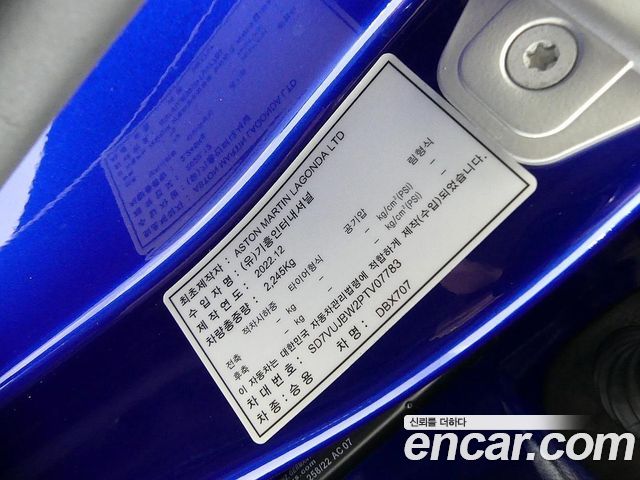 최초제작자 : ASTON MARTIN LAGONDA LTD
수입자명 : (유)기흥인터내셔널
제작연도 : 2022.12
차량총중량 : 2,245Kg
적차시하중 타이어형식 공기압 림형식
전축 - kg - - kg/cm²(PSI) -
후축 - kg - - kg/cm²(PSI) -
이 자동차는 대한민국 자동차관리법령에 적합하게 제작(수입)되었습니다.
차대번호 : SD7VUJBW2PTV07783
차종 : 승용 차명 : DBX707
258/22 AC 07
신뢰를 더하다
encar.com